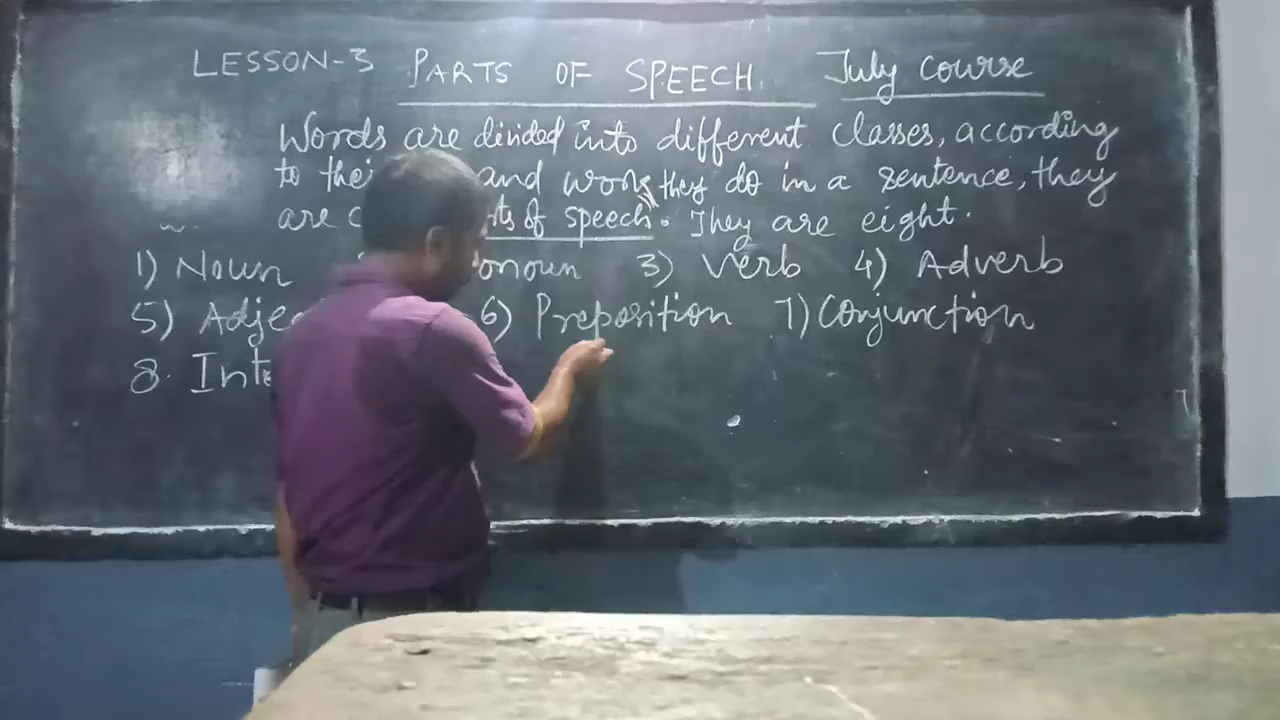 LESSON-3 PARTS OF SPEECH. July course
Words are divided into different classes, according
to thei and work they do in a sentence, they
are c ts of speech. They are eight.
1) Noun onoun 3) Verb 4) Adverb
5) Adje 6) Preposition 7) Conjunction
8. Inte